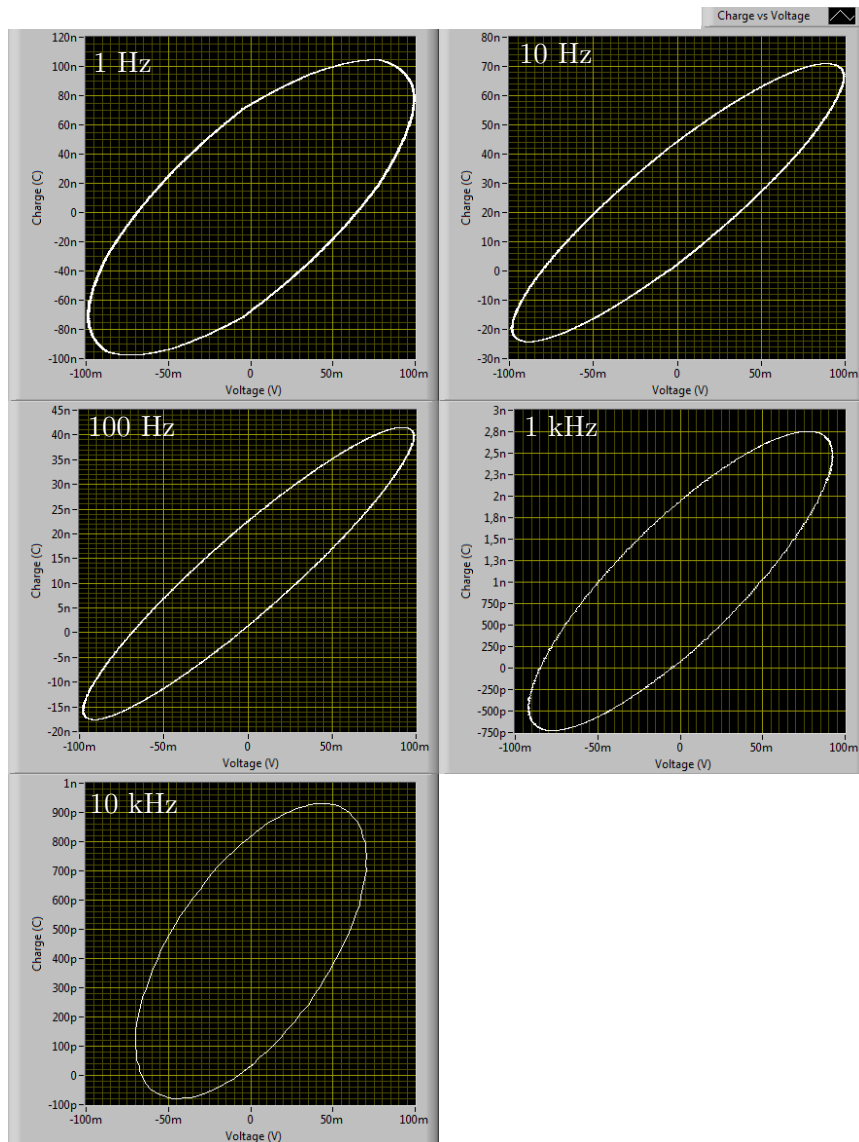 Charge vs Voltage
1 Hz
120n
100n
80n
60n
40n
20n
0
-20n
-40n
-60n
-80n
-100n
Charge (C)
-100m -50m 0 50m 100m
Voltage (V)
10 Hz
80n
70n
60n
50n
40n
30n
20n
10n
0
-10n
-20n
-30n
Charge (C)
-100m -50m 0 50m 100m
Voltage (V)
100 Hz
45n
40n
35n
30n
25n
20n
15n
10n
5n
0
-5n
-10n
-15n
-20n
Charge (C)
-100m -50m 0 50m 100m
Voltage (V)
1 kHz
3n
2,8n
2,5n
2,3n
2n
1,8n
1,5n
1,3n
1n
750p
500p
250p
0
-250p
-500p
-750p
Charge (C)
-100m -50m 0 50m 100m
Voltage (V)
10 kHz
1n
900p
800p
700p
600p
500p
400p
300p
200p
100p
0
-100p
Charge (C)
-100m -50m 0 50m 100m
Voltage (V)